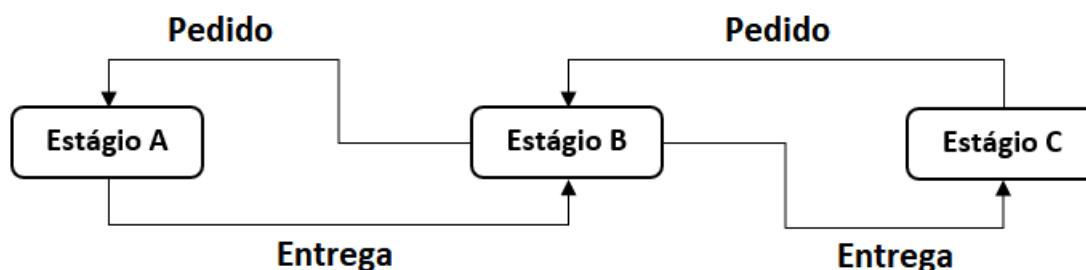 Pedido
Pedido
Estágio A
Estágio B
Estágio C
Entrega
Entrega